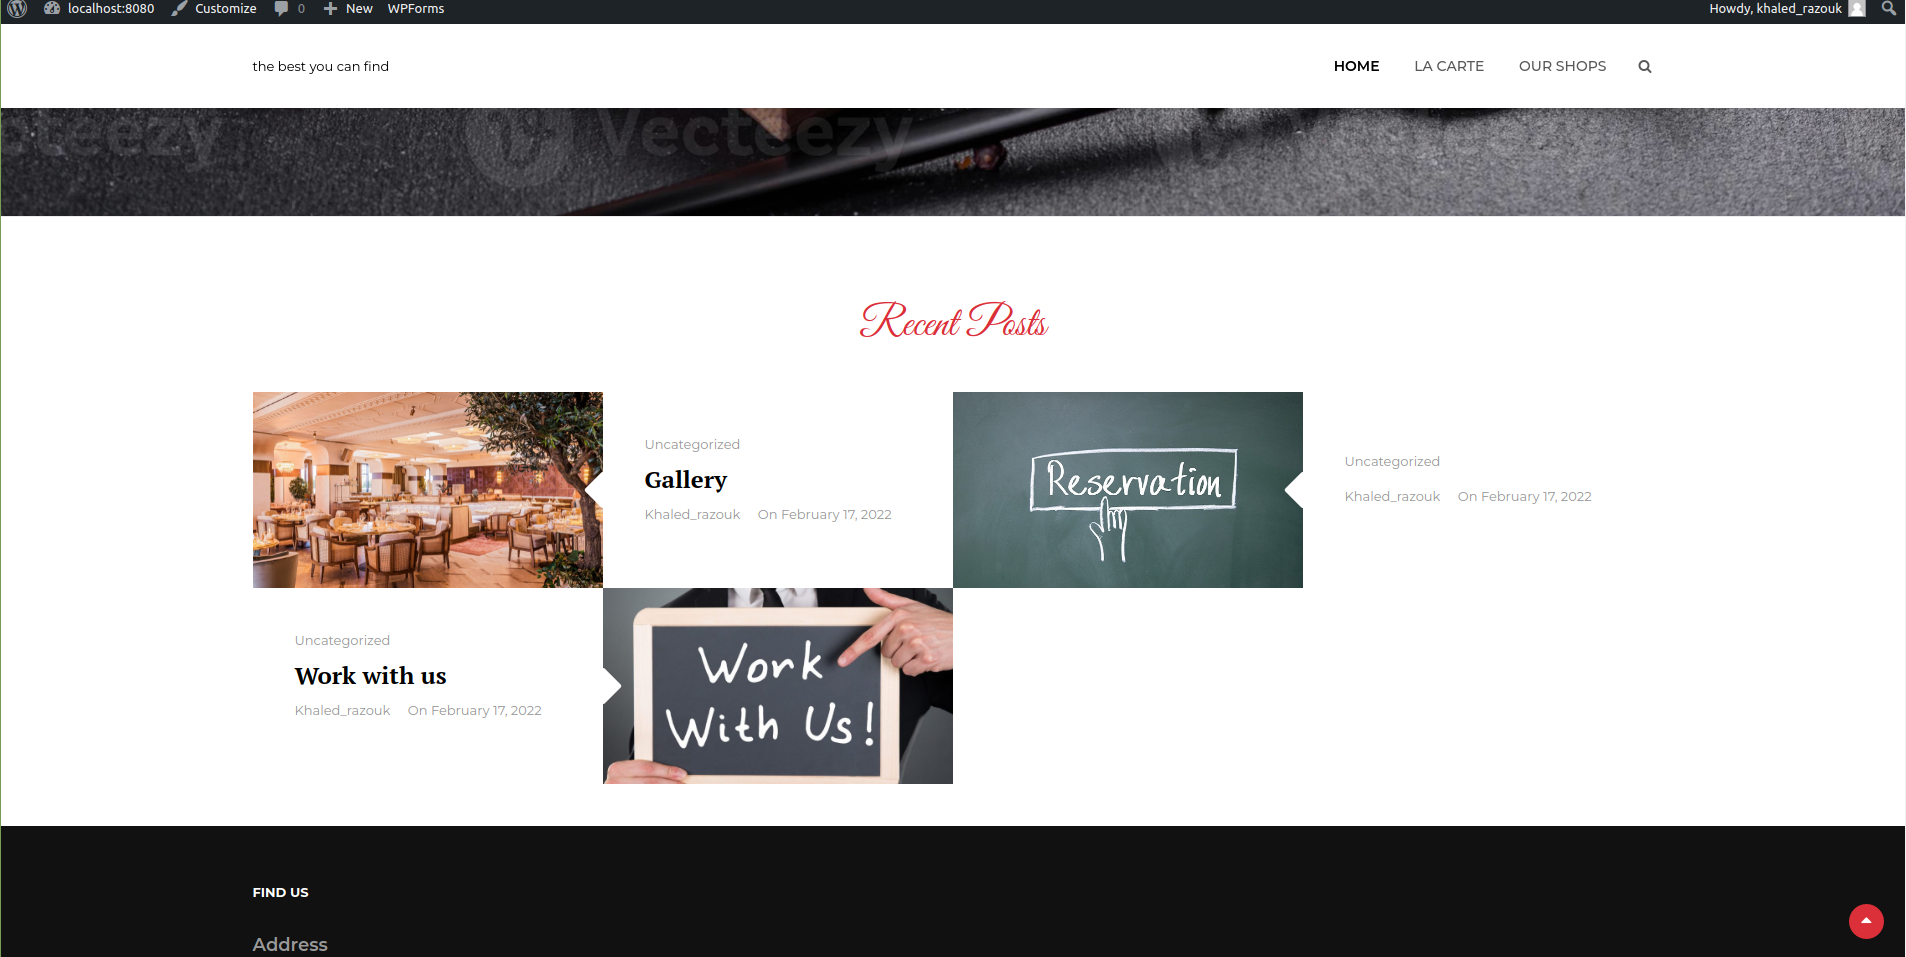 localhost:8080 Customize 0 New WPForms Howdy, khaled_razouk
the best you can find HOME LA CARTE OUR SHOPS
teezy Vecteezy Vecteezy
Recent Posts
Uncategorized
Gallery
Khaled_razouk On February 17, 2022
Reservation
Uncategorized
Khaled_razouk On February 17, 2022
Uncategorized
Work with us
Khaled_razouk On February 17, 2022
Work
With Us!
FIND US
Address